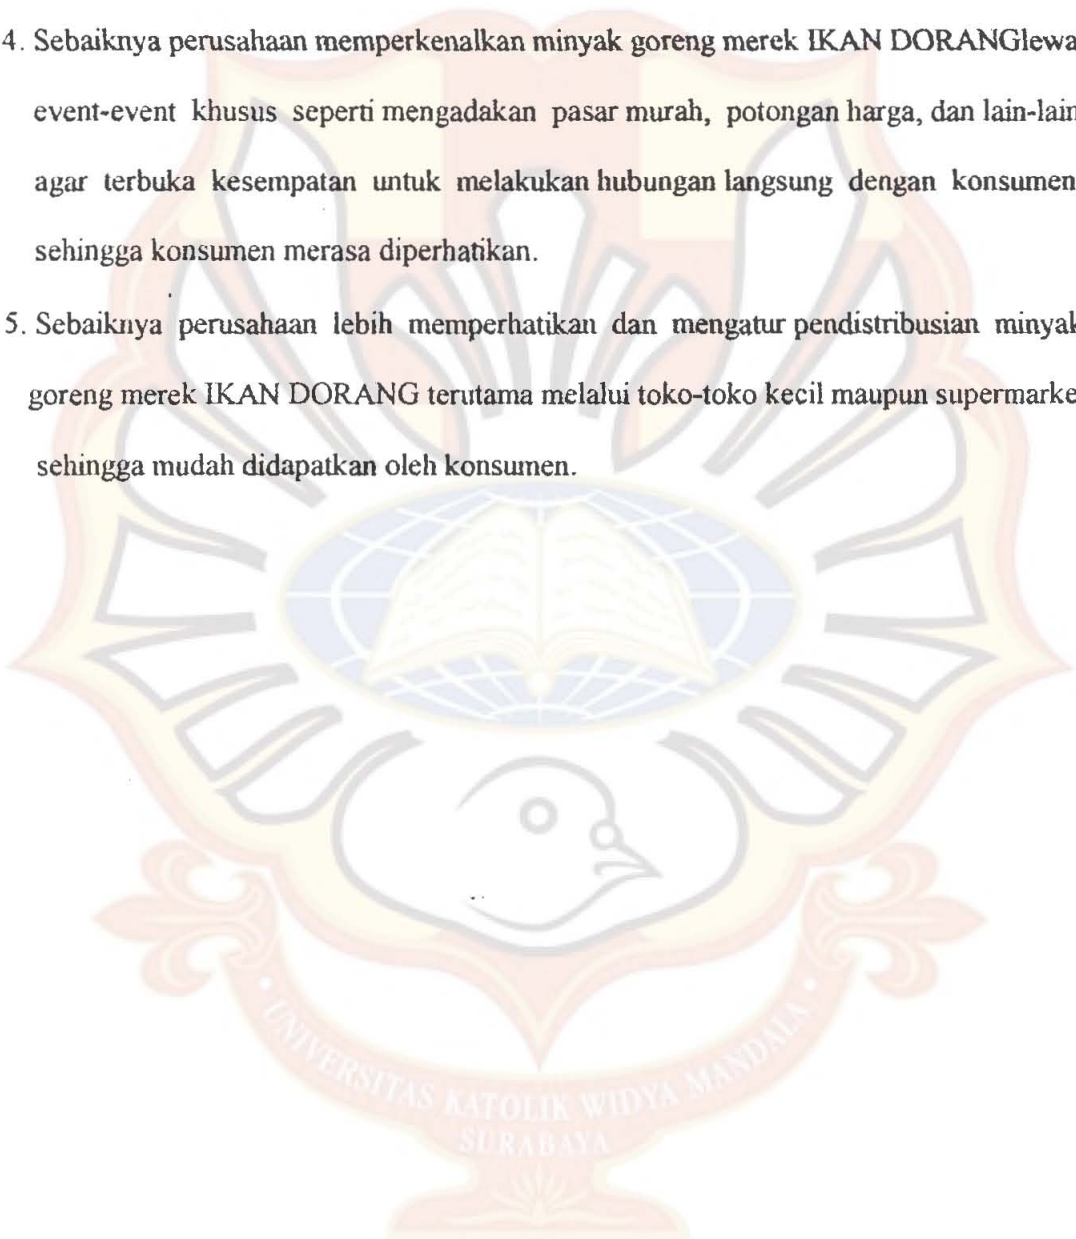 4. Sebaiknya perusahaan memperkenalkan minyak goreng merek IKAN DORANGlewa
event-event khusus seperti mengadakan pasar murah, potongan harga, dan lain-lain
agar terbuka kesempatan untuk melakukan hubungan langsung dengan konsumen
sehingga konsumen merasa diperhatikan.
5. Sebaiknya perusahaan lebih memperhatikan dan mengatur pendistribusian minyak
goreng merek IKAN DORANG terutama melalui toko-toko kecil maupun supermarke
sehingga mudah didapatkan oleh konsumen.
UNIVERSITAS KATOLIK WIDYA MANDALA
SURABAYA